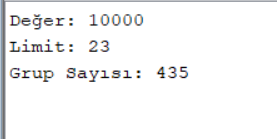 Değer: 10000
Limit: 23
Grup Sayısı: 435